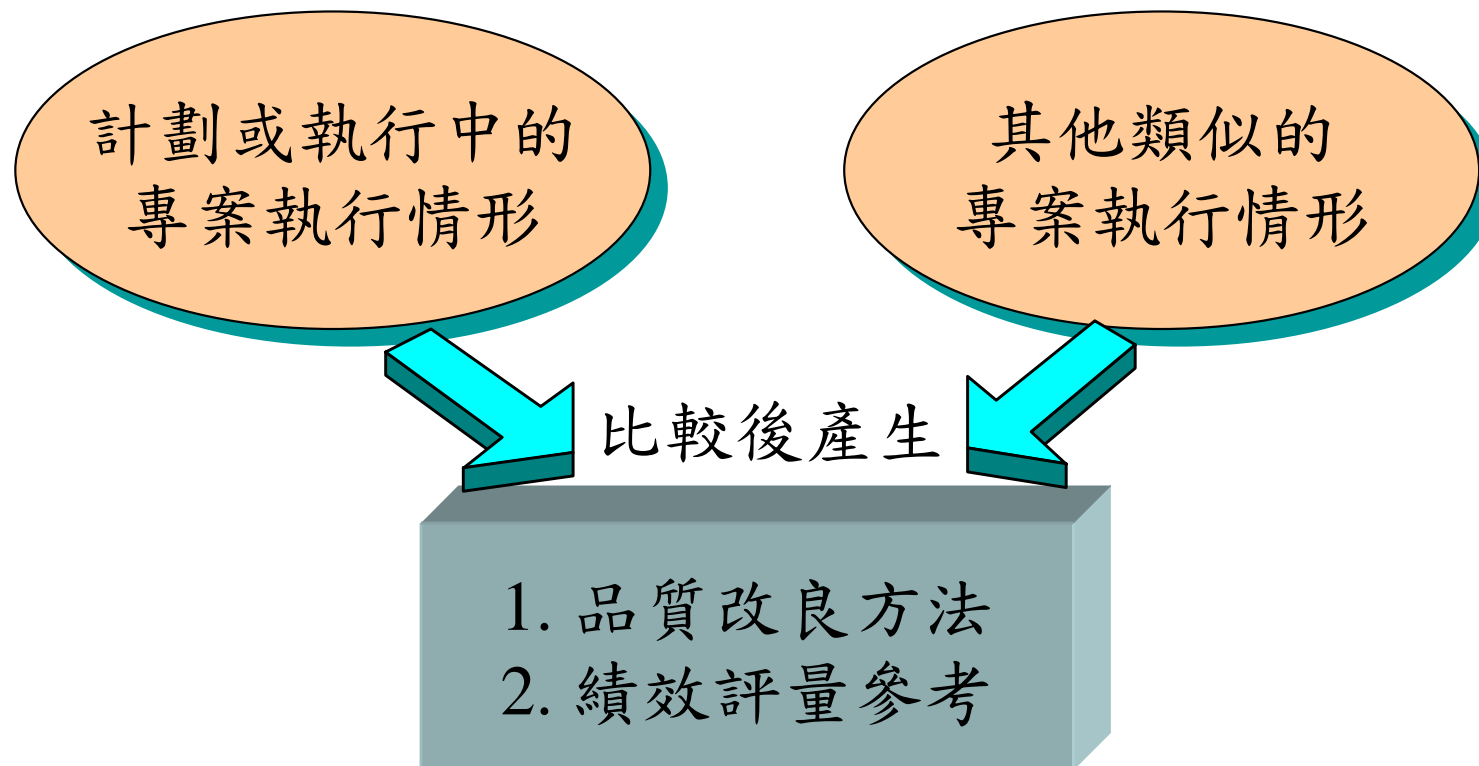 計劃或執行中的
專案執行情形
其他類似的
專案執行情形
比較後產生
1. 品質改良方法
2. 績效評量參考